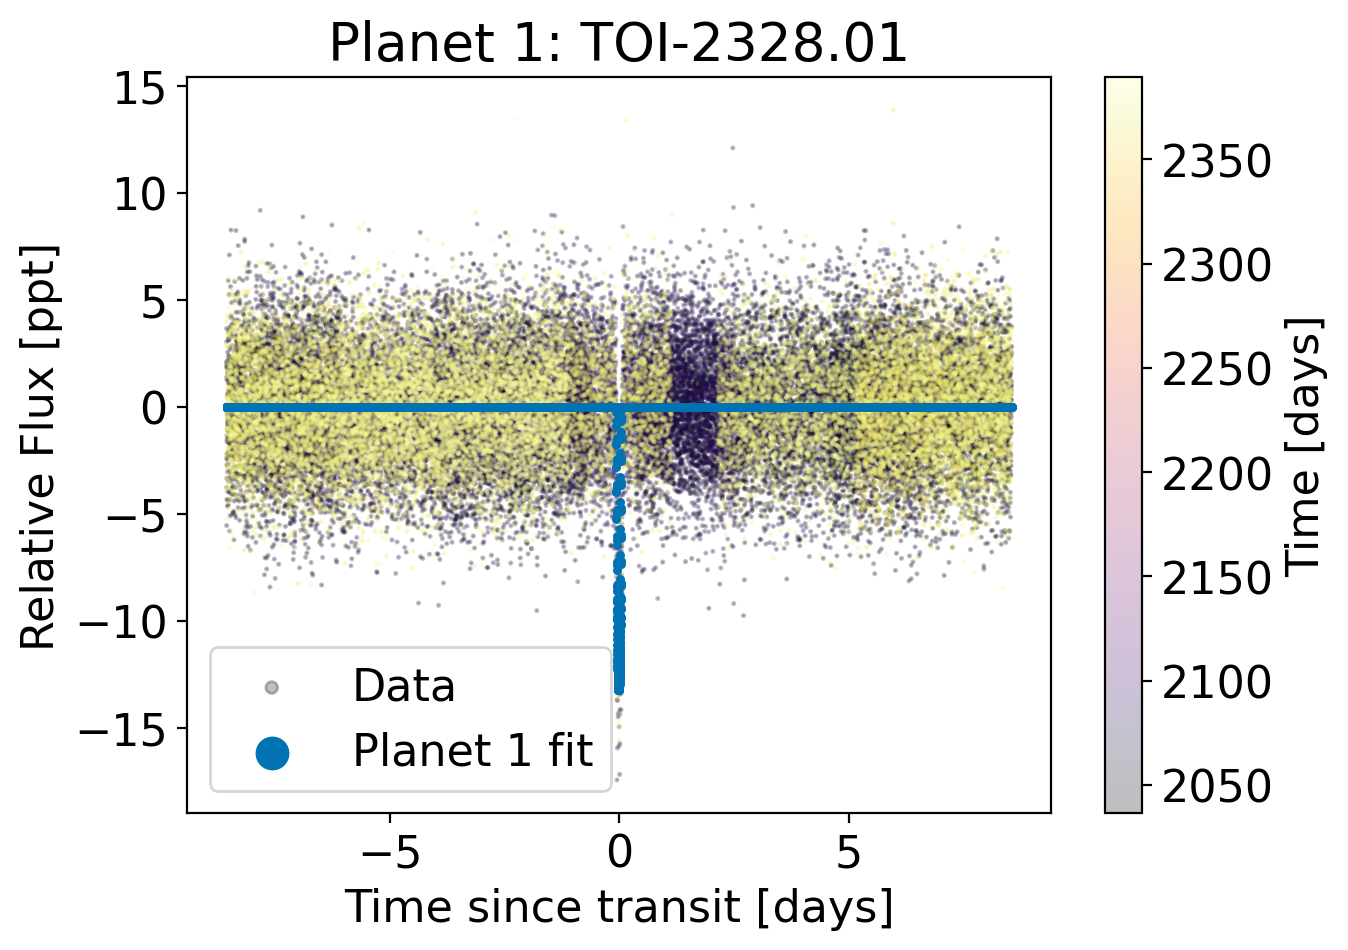 Planet 1: TOI-2328.01
Relative Flux [ppt]
15
10
5
0
−5
−10
−15
Data
Planet 1 fit
−5
0
5
Time since transit [days]
2350
2300
2250
2200
2150
2100
2050
Time [days]